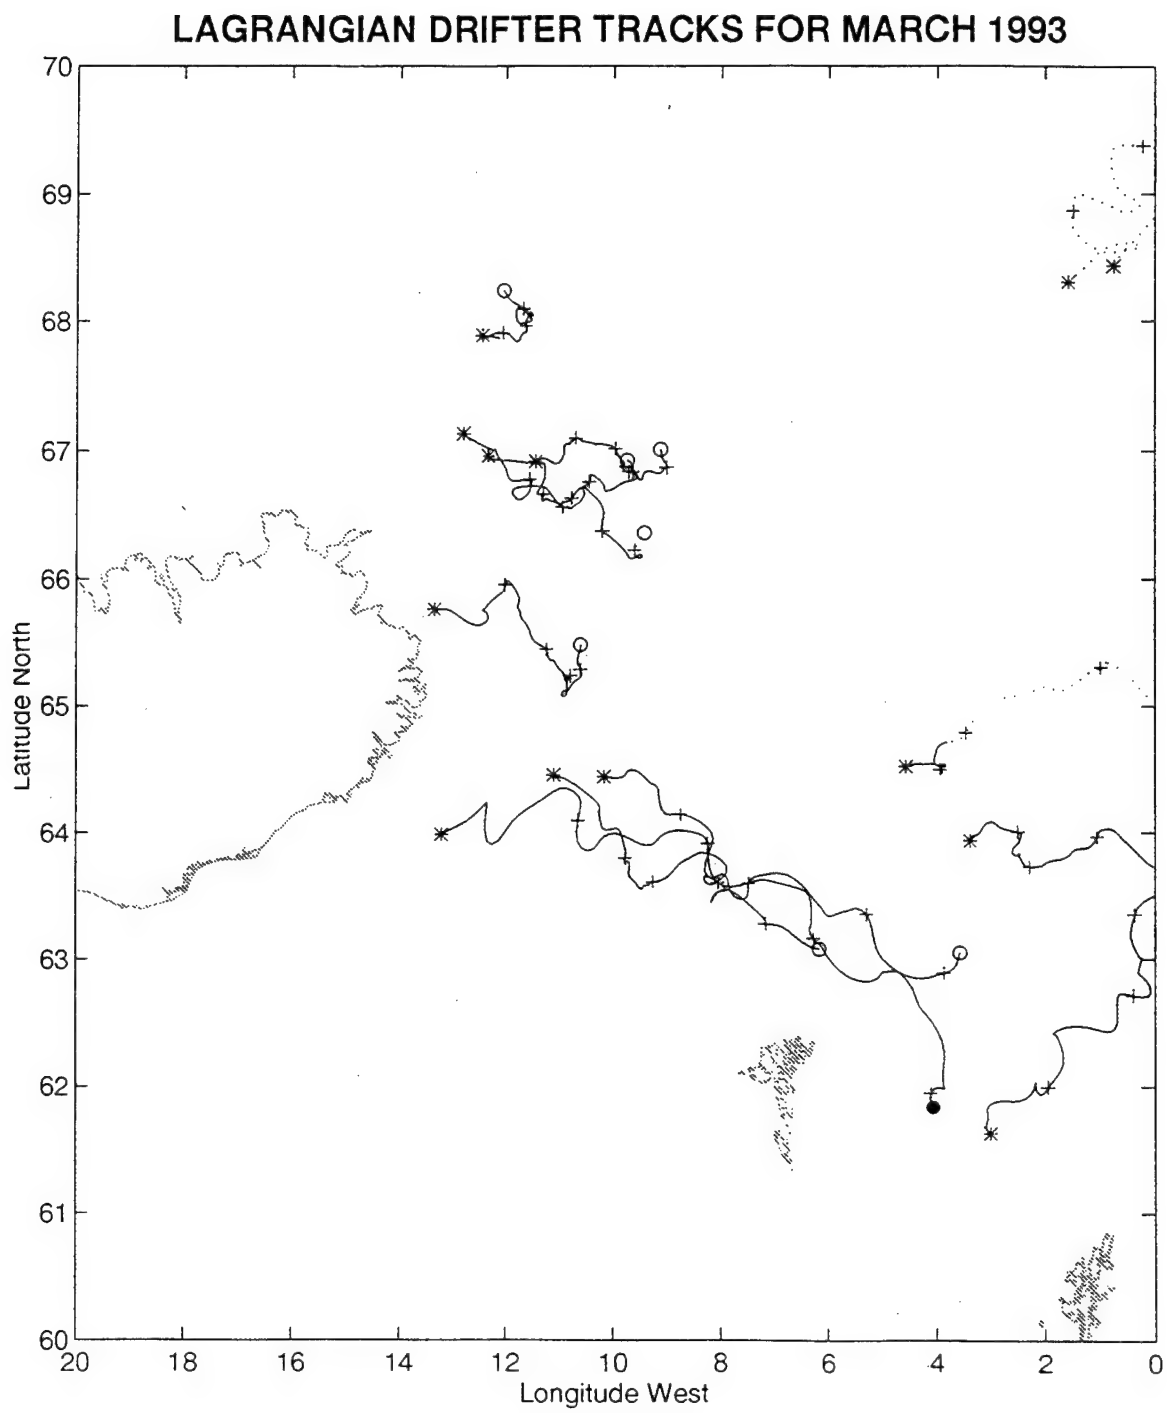 LAGRANGIAN DRIFTER TRACKS FOR MARCH 1993
70
69
68
67
66
65
64
63
62
61
60
Latitude North
20 18 16 14 12 10 8 6 4 2 0
Longitude West